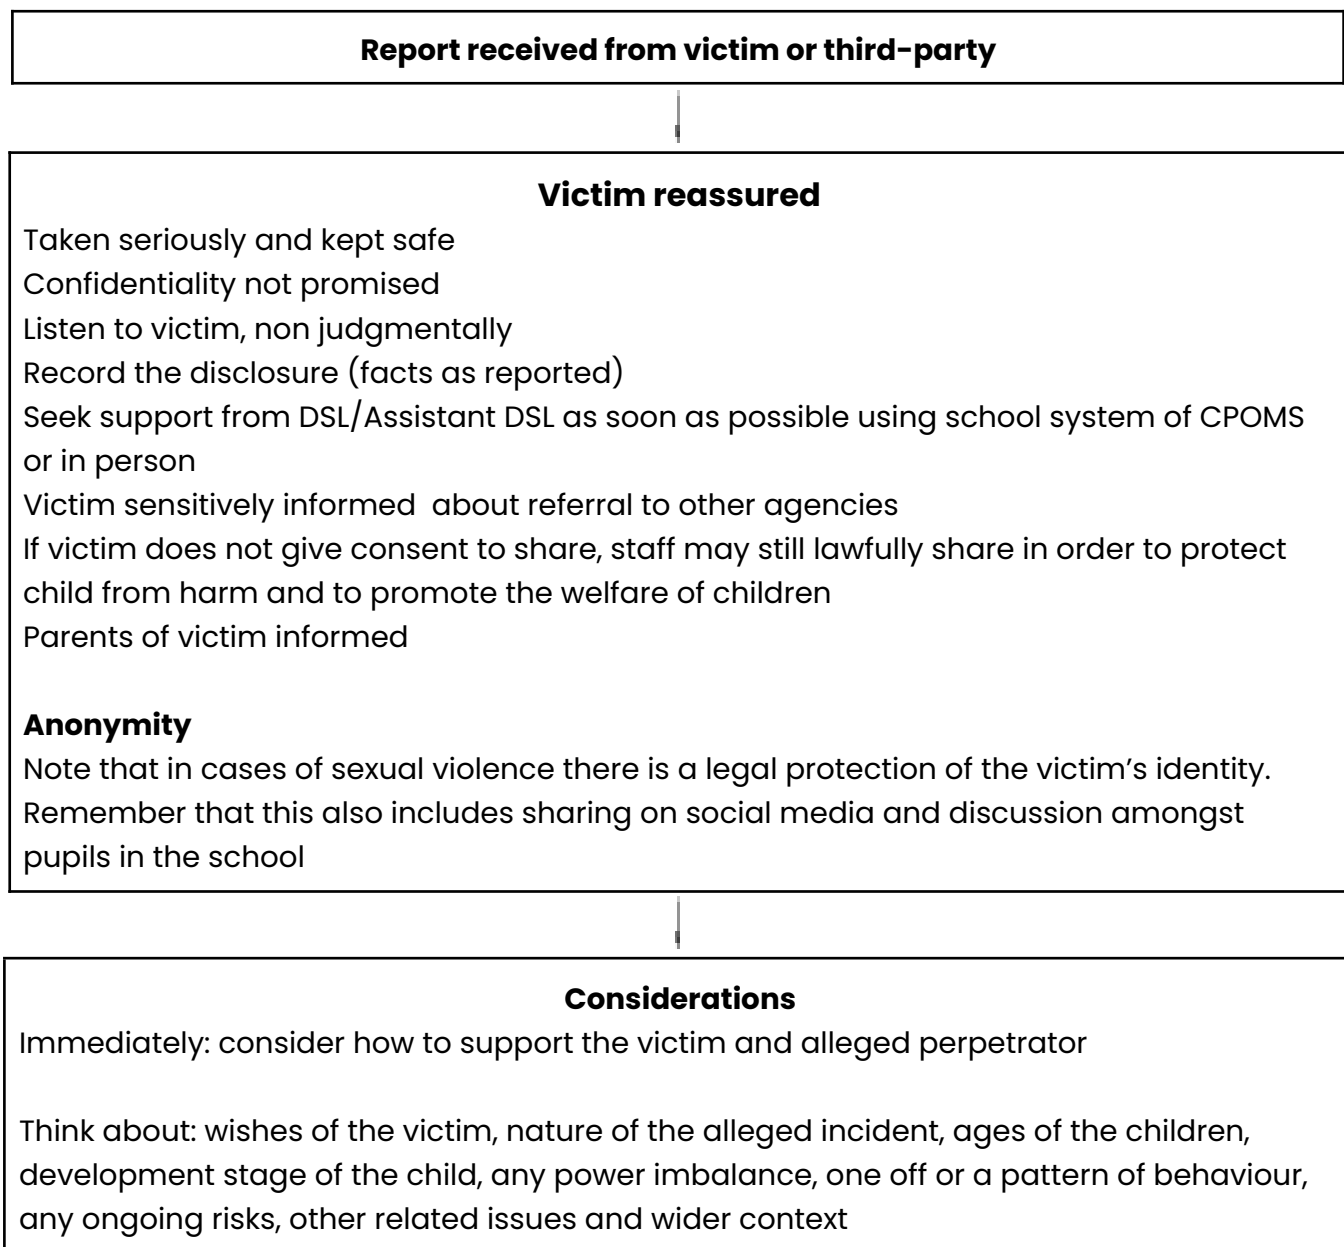 Report received from victim or third-party
Victim reassured
Taken seriously and kept safe
Confidentiality not promised
Listen to victim, non judgmentally
Record the disclosure (facts as reported)
Seek support from DSL/Assistant DSL as soon as possible using school system of CPOMS
or in person
Victim sensitively informed  about referral to other agencies
If victim does not give consent to share, staff may still lawfully share in order to protect
child from harm and to promote the welfare of children
Parents of victim informed
Anonymity
Note that in cases of sexual violence there is a legal protection of the victim’s identity.
Remember that this also includes sharing on social media and discussion amongst
pupils in the school
Considerations
Immediately: consider how to support the victim and alleged perpetrator
Think about: wishes of the victim, nature of the alleged incident, ages of the children,
development stage of the child, any power imbalance, one off or a pattern of behaviour,
any ongoing risks, other related issues and wider context